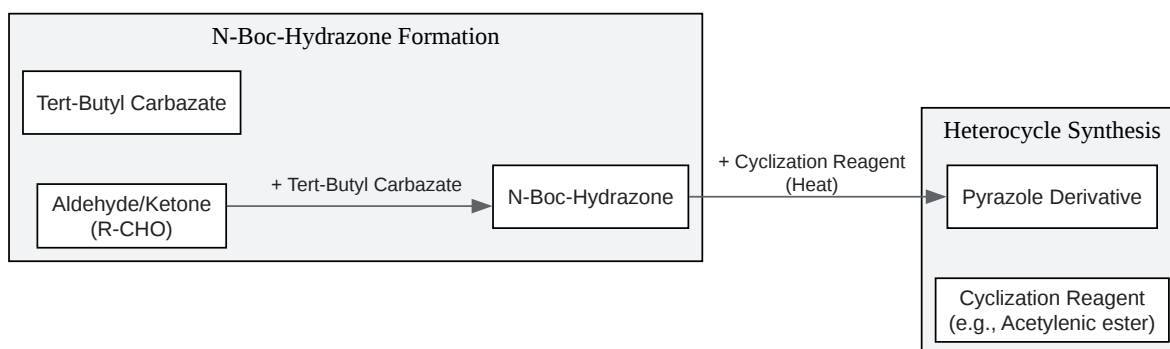 N-Boc-Hydrazone Formation
Tert-Butyl Carbazate
Aldehyde/Ketone
(R-CHO)
+ Tert-Butyl Carbazate
N-Boc-Hydrazone
+ Cyclization Reagent
(Heat)
Heterocycle Synthesis
Pyrazole Derivative
Cyclization Reagent
(e.g., Acetylenic ester)